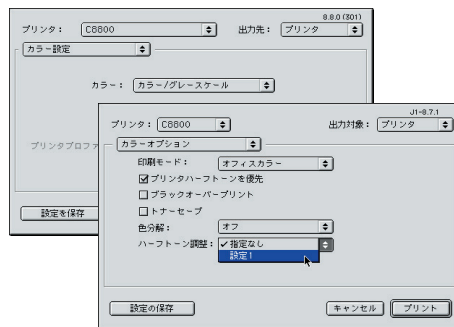 8.8.0 (301)
プリンタ： C8800 出力先： プリンタ
カラー設定
カラー： カラー/グレースケール
プリンタプロファ
設定を保存
J1-8.7.1
プリンタ： C8800 出力対象： プリンタ
カラーオプション
印刷モード： オフィスカラー
プリンタハーフトーンを優先
ブラックオーバープリント
トナーセーブ
色分解： オフ
ハーフトーン調整： ✓指定なし
設定1
設定の保存 キャンセル プリント